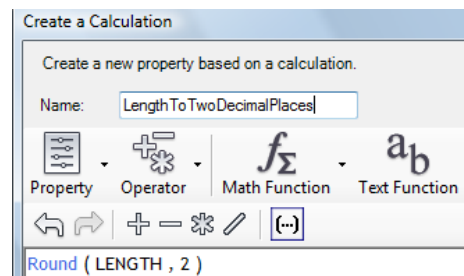 Create a Calculation
Create a new property based on a calculation.
Name: LengthToTwoDecimalPlaces
Property Operator Math Function Text Function
Round ( LENGTH , 2 )